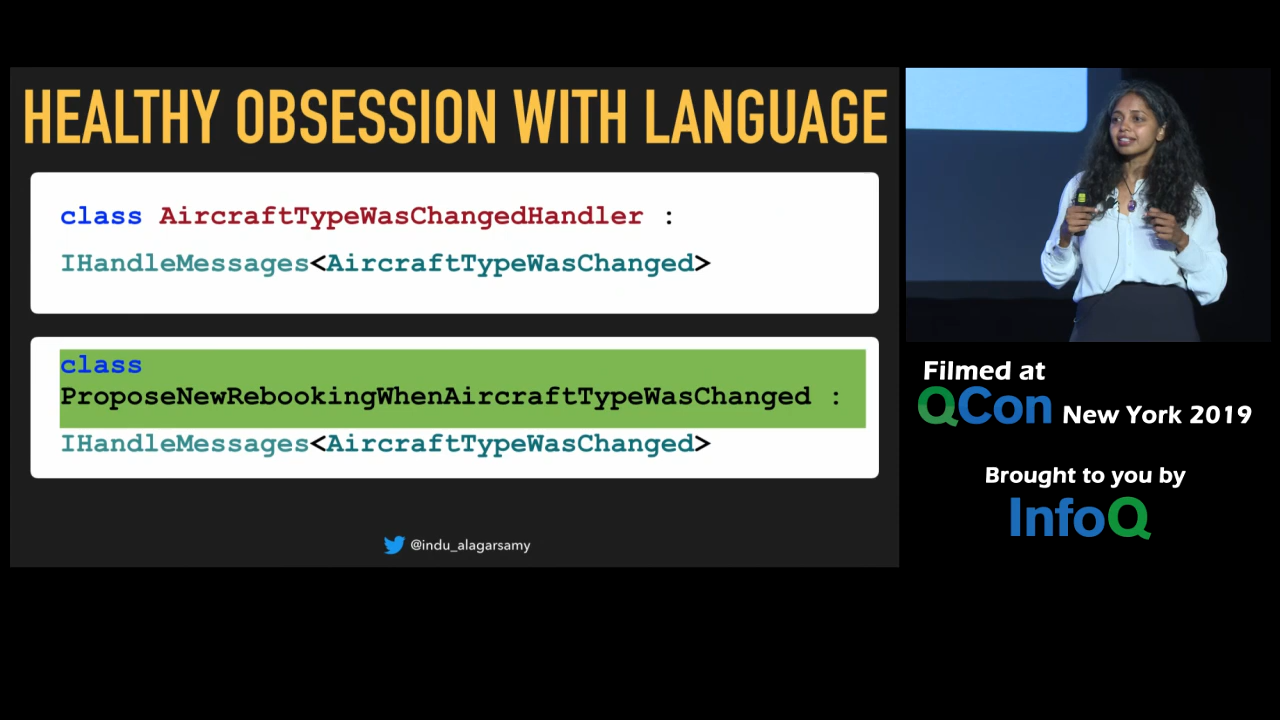 HEALTHY OBSESSION WITH LANGUAGE
class AircraftTypeWasChangedHandler :
IHandleMessages<AircraftTypeWasChanged>
class
ProposeNewRebookingWhenAircraftTypeWasChanged :
IHandleMessages<AircraftTypeWasChanged>
@indu_alagarsamy
Filmed at
QCon New York 2019
Brought to you by
InfoQ